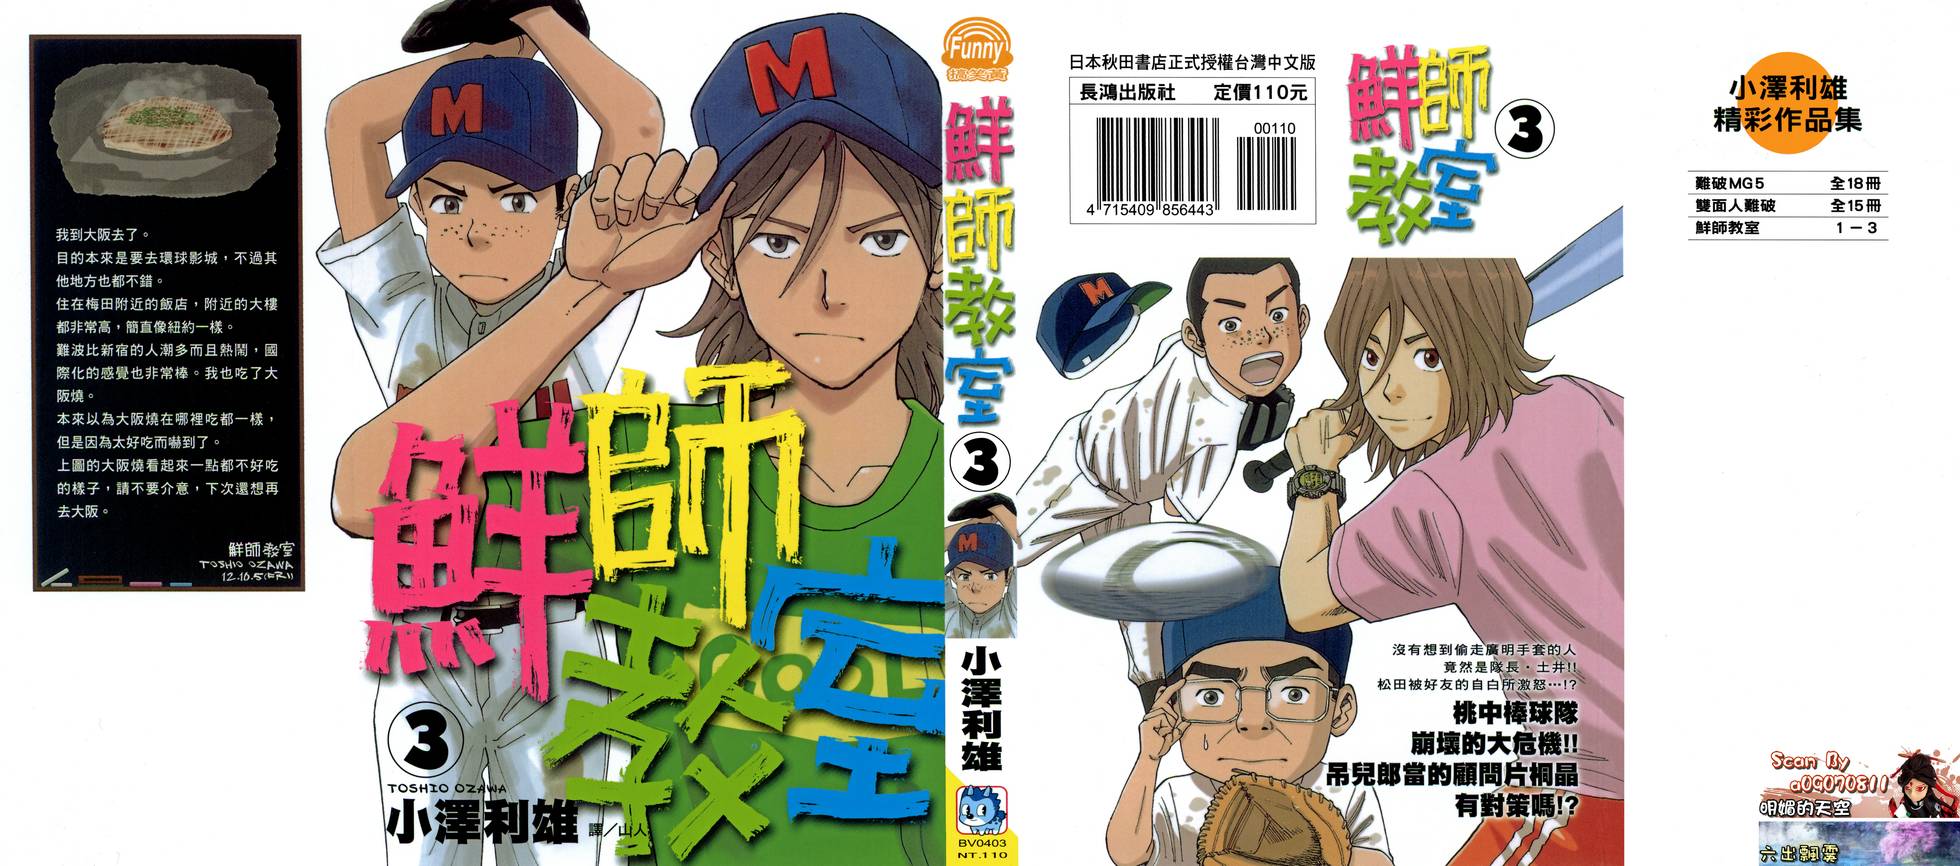 我到大阪去了。
目的本來是要去環球影城，不過其
他地方也都不錯。
住在梅田附近的飯店，附近的大樓
都非常高，簡直像紐約一樣。
難波比新宿的人潮多而且熱鬧，國
際化的感覺也非常棒。我也吃了大
阪燒。
本來以為大阪燒在哪裡吃都一樣，
但是因為太好吃而嚇到了。
上圖的大阪燒看起來一點都不好吃
的樣子，請不要介意，下次還想再
去大阪。
鮮師教室
TOSHIO OZAWA
12.10.5(FRI)
M
M
鮮師
教室
3
TOSHIO OZAWA
小澤利雄
譯／山人
Funny
搞笑黃
鮮師教室
3
M
小澤利雄
BV0403
NT.110
日本秋田書店正式授權台灣中文版
長鴻出版社 定價110元
00110
4 715409 856443
鮮師
教室
3
M
沒有想到偷走廣明手套的人
竟然是隊長・土井!!
松田被好友的自白所激怒…!?
桃中棒球隊
崩壞的大危機!!
吊兒郎當的顧問片桐晶
有對策嗎!?
小澤利雄
精彩作品集
難破MG5 全18冊
雙面人難破 全15冊
鮮師教室 1－3
Scan By
a09070811
明媚的天空
六出飄霙